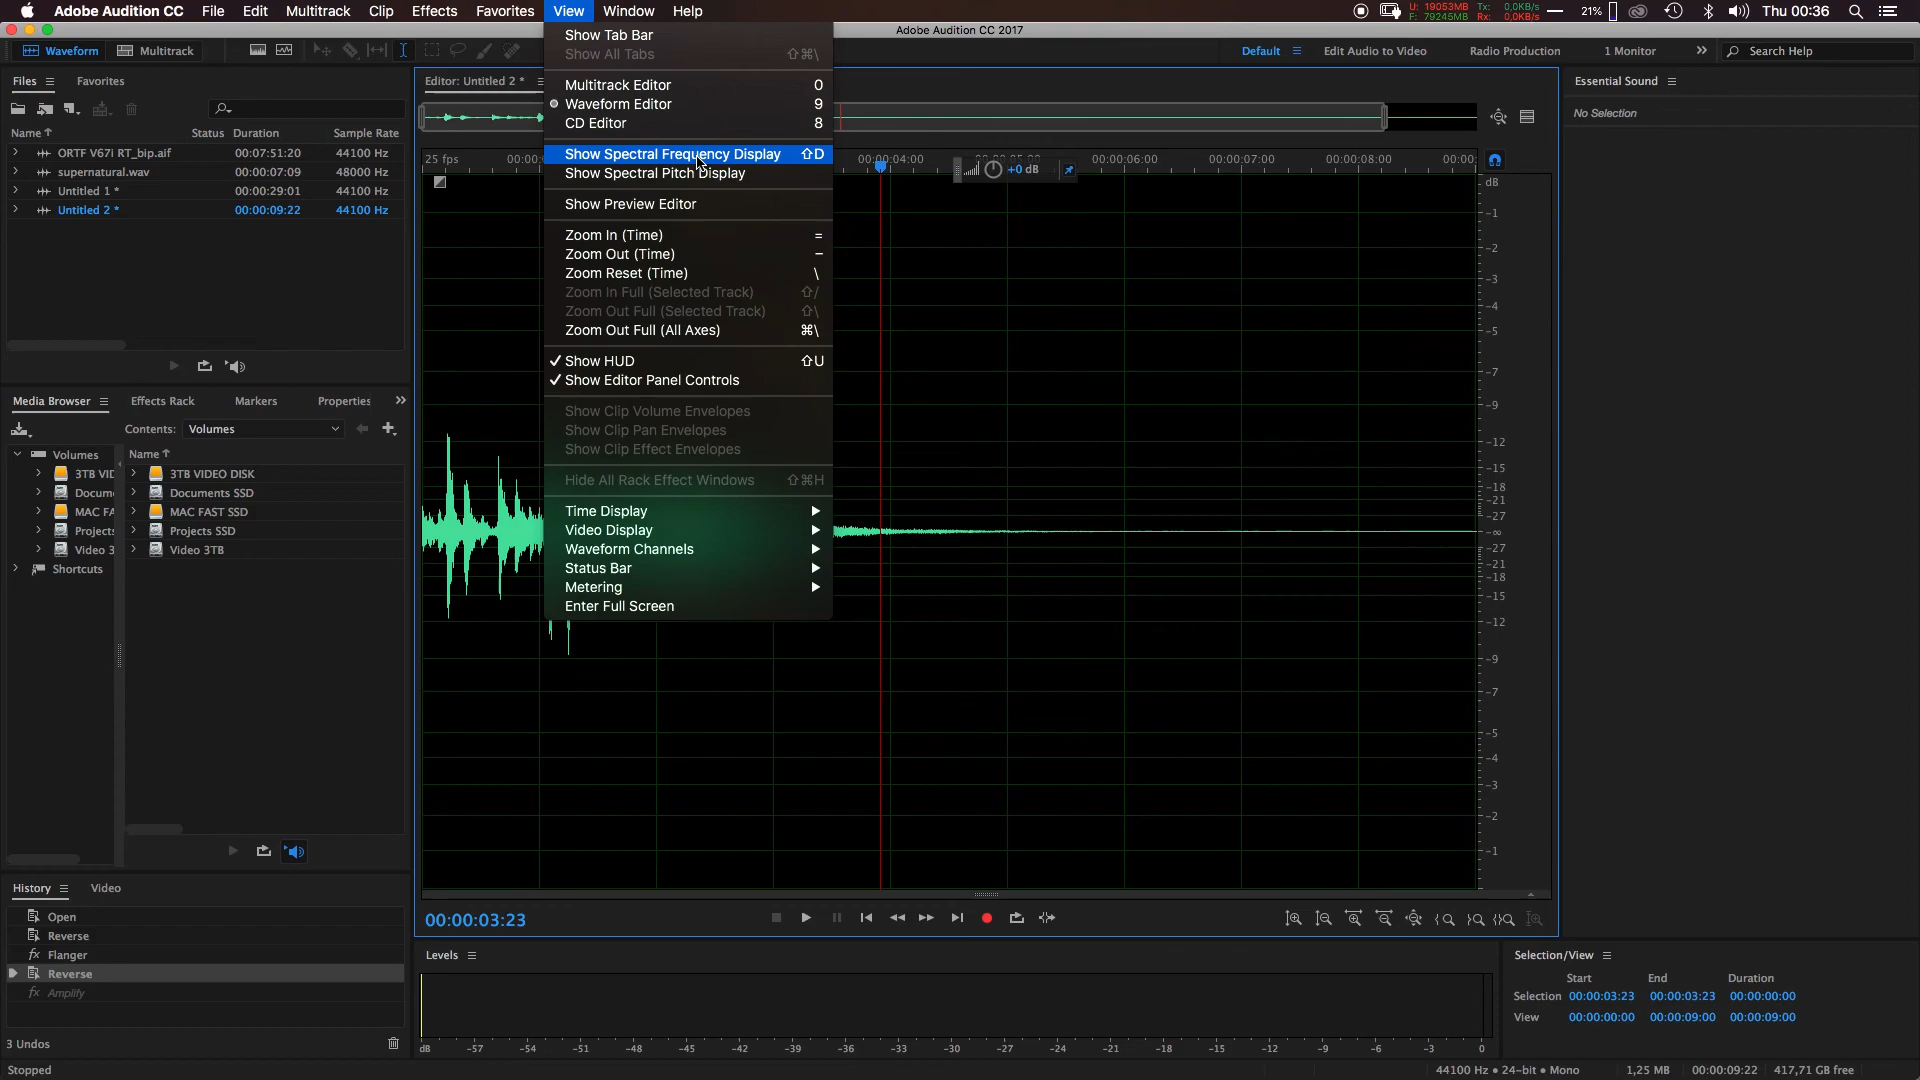 Adobe Audition CC File Edit Multitrack Clip Effects Favorites View Window Help U: 19053MB Tx: 0,0KB/s F: 79245MB Rx: 0,0KB/s 21% Thu 00:36
Adobe Audition CC 2017
Waveform Multitrack Default Edit Audio to Video Radio Production 1 Monitor Search Help
Files Favorites
Name Status Duration Sample Rate
ORTF V67i RT_bip.aif 00:07:51:20 44100 Hz
supernatural.wav 00:00:07:09 48000 Hz
Untitled 1 * 00:00:29:01 44100 Hz
Untitled 2 * 00:00:09:22 44100 Hz
Media Browser Effects Rack Markers Properties
Contents: Volumes
Volumes
3TB VID
Docum
MAC FA
Projects
Video 3
Shortcuts
Name
3TB VIDEO DISK
Documents SSD
MAC FAST SSD
Projects SSD
Video 3TB
History Video
Open
Reverse
Flanger
Reverse
Amplify
3 Undos
Stopped
Editor: Untitled 2 *
25 fps 00:00:04:00 00:00:05:00 00:00:06:00 00:00:07:00 00:00:08:00
+0 dB
Show Tab Bar
Show All Tabs ⇧⌘\
Multitrack Editor 0
Waveform Editor 9
CD Editor 8
Show Spectral Frequency Display ⇧D
Show Spectral Pitch Display
Show Preview Editor
Zoom In (Time) =
Zoom Out (Time) −
Zoom Reset (Time) \
Zoom In Full (Selected Track) ⇧/
Zoom Out Full (Selected Track) ⇧\
Zoom Out Full (All Axes) ⌘\
Show HUD ⇧U
Show Editor Panel Controls
Show Clip Volume Envelopes
Show Clip Pan Envelopes
Show Clip Effect Envelopes
Hide All Rack Effect Windows ⇧⌘H
Time Display
Video Display
Waveform Channels
Status Bar
Metering
Enter Full Screen
dB
-1
-2
-3
-4
-5
-7
-9
-12
-15
-18
-21
-27
-∞
-27
-21
-18
-15
-12
-9
-7
-5
-4
-3
-2
-1
00:00:03:23
Levels
dB -57 -54 -51 -48 -45 -42 -39 -36 -33 -30 -27 -24 -21 -18 -15 -12 -9 -6 -3 0
Essential Sound
No Selection
Selection/View
Start End Duration
Selection 00:00:03:23 00:00:03:23 00:00:00:00
View 00:00:00:00 00:00:09:00 00:00:09:00
44100 Hz • 24-bit • Mono 1,25 MB 00:00:09:22 417,71 GB free